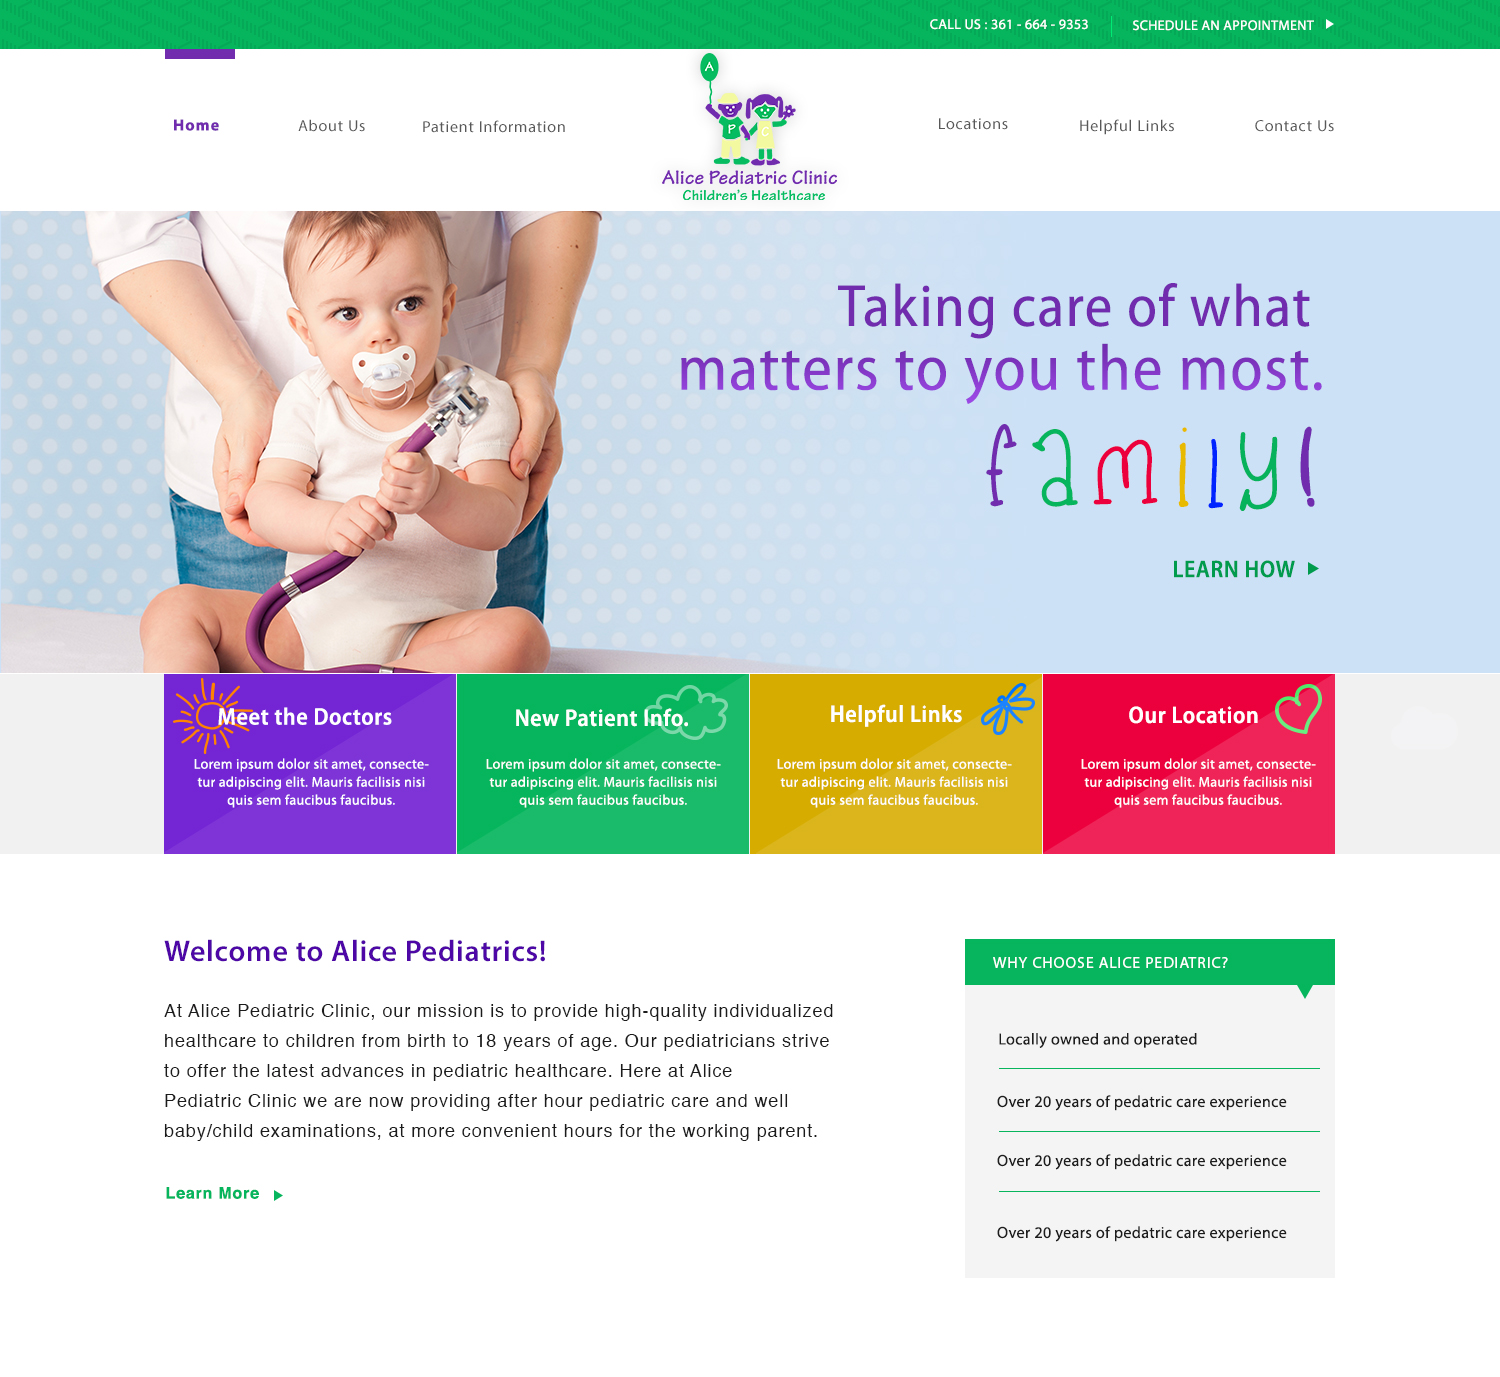 CALL US : 361 - 664 - 9353
SCHEDULE AN APPOINTMENT
Home
About Us
Patient Information
A
P C
Alice Pediatric Clinic
Children's Healthcare
Locations
Helpful Links
Contact Us
Taking care of what
matters to you the most.
family!
LEARN HOW
Meet the Doctors
Lorem ipsum dolor sit amet, consecte-
tur adipiscing elit. Mauris facilisis nisi
quis sem faucibus faucibus.
New Patient Info.
Lorem ipsum dolor sit amet, consecte-
tur adipiscing elit. Mauris facilisis nisi
quis sem faucibus faucibus.
Helpful Links
Lorem ipsum dolor sit amet, consecte-
tur adipiscing elit. Mauris facilisis nisi
quis sem faucibus faucibus.
Our Location
Lorem ipsum dolor sit amet, consecte-
tur adipiscing elit. Mauris facilisis nisi
quis sem faucibus faucibus.
Welcome to Alice Pediatrics!
At Alice Pediatric Clinic, our mission is to provide high-quality individualized
healthcare to children from birth to 18 years of age. Our pediatricians strive
to offer the latest advances in pediatric healthcare. Here at Alice
Pediatric Clinic we are now providing after hour pediatric care and well
baby/child examinations, at more convenient hours for the working parent.
Learn More
WHY CHOOSE ALICE PEDIATRIC?
Locally owned and operated
Over 20 years of pedatric care experience
Over 20 years of pedatric care experience
Over 20 years of pedatric care experience